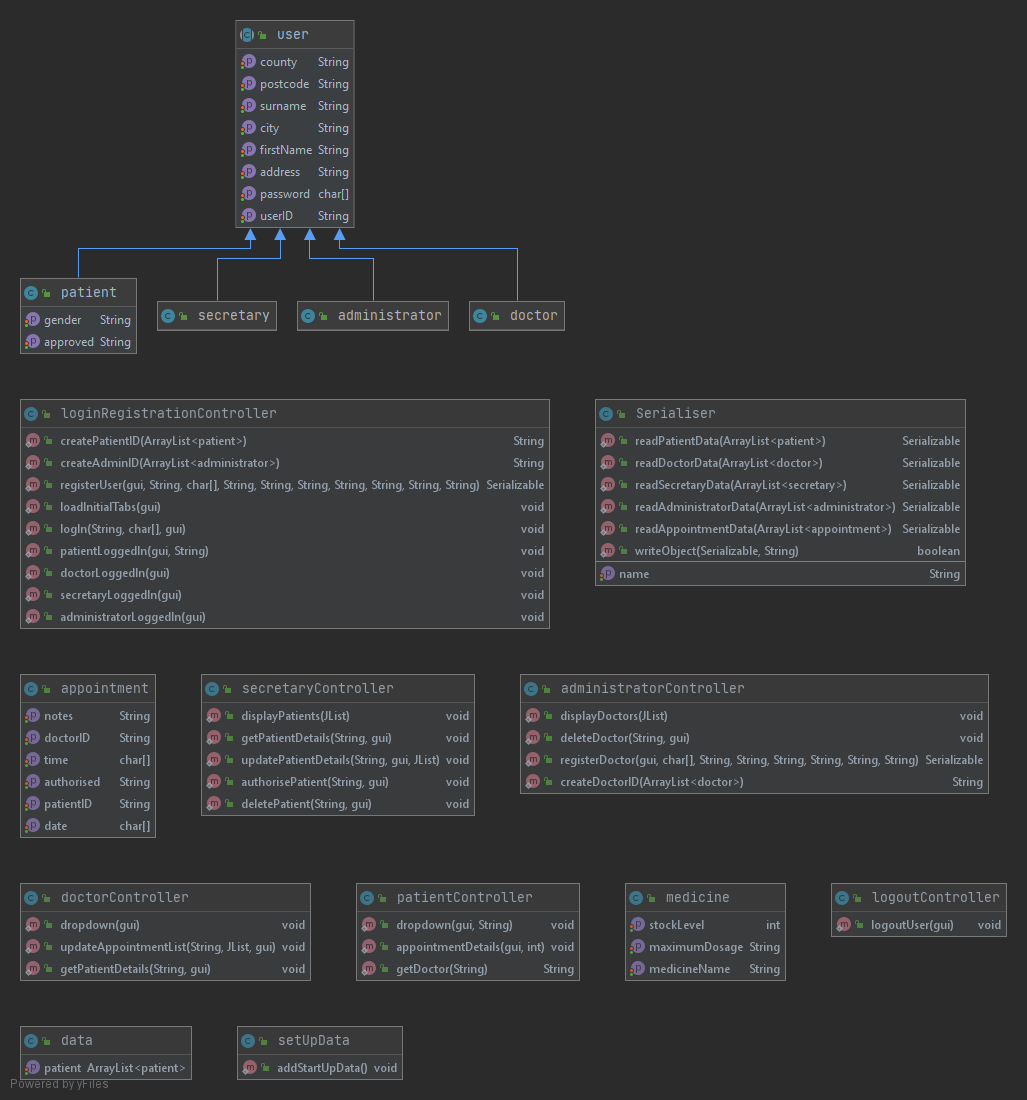 user
county String
postcode String
surname String
city String
firstName String
address String
password char[]
userID String
patient
gender String
approved String
secretary
administrator
doctor
loginRegistrationController
createPatientID(ArrayList<patient>) String
createAdminID(ArrayList<administrator>) String
registerUser(gui, String, char[], String, String, String, String, String, String, String) Serializable
loadInitialTabs(gui) void
logIn(String, char[], gui) void
patientLoggedIn(gui, String) void
doctorLoggedIn(gui) void
secretaryLoggedIn(gui) void
administratorLoggedIn(gui) void
Serialiser
readPatientData(ArrayList<patient>) Serializable
readDoctorData(ArrayList<doctor>) Serializable
readSecretaryData(ArrayList<secretary>) Serializable
readAdministratorData(ArrayList<administrator>) Serializable
readAppointmentData(ArrayList<appointment>) Serializable
writeObject(Serializable, String) boolean
name String
appointment
notes String
doctorID String
time char[]
authorised String
patientID String
date char[]
secretaryController
displayPatients(JList) void
getPatientDetails(String, gui) void
updatePatientDetails(String, gui, JList) void
authorisePatient(String, gui) void
deletePatient(String, gui) void
administratorController
displayDoctors(JList) void
deleteDoctor(String, gui) void
registerDoctor(gui, char[], String, String, String, String, String, String) Serializable
createDoctorID(ArrayList<doctor>) String
doctorController
dropdown(gui) void
updateAppointmentList(String, JList, gui) void
getPatientDetails(String, gui) void
patientController
dropdown(gui, String) void
appointmentDetails(gui, int) void
getDoctor(String) String
medicine
stockLevel int
maximumDosage String
medicineName String
logoutController
logoutUser(gui) void
data
patient ArrayList<patient>
setUpData
addStartUpData() void
Powered by yFiles